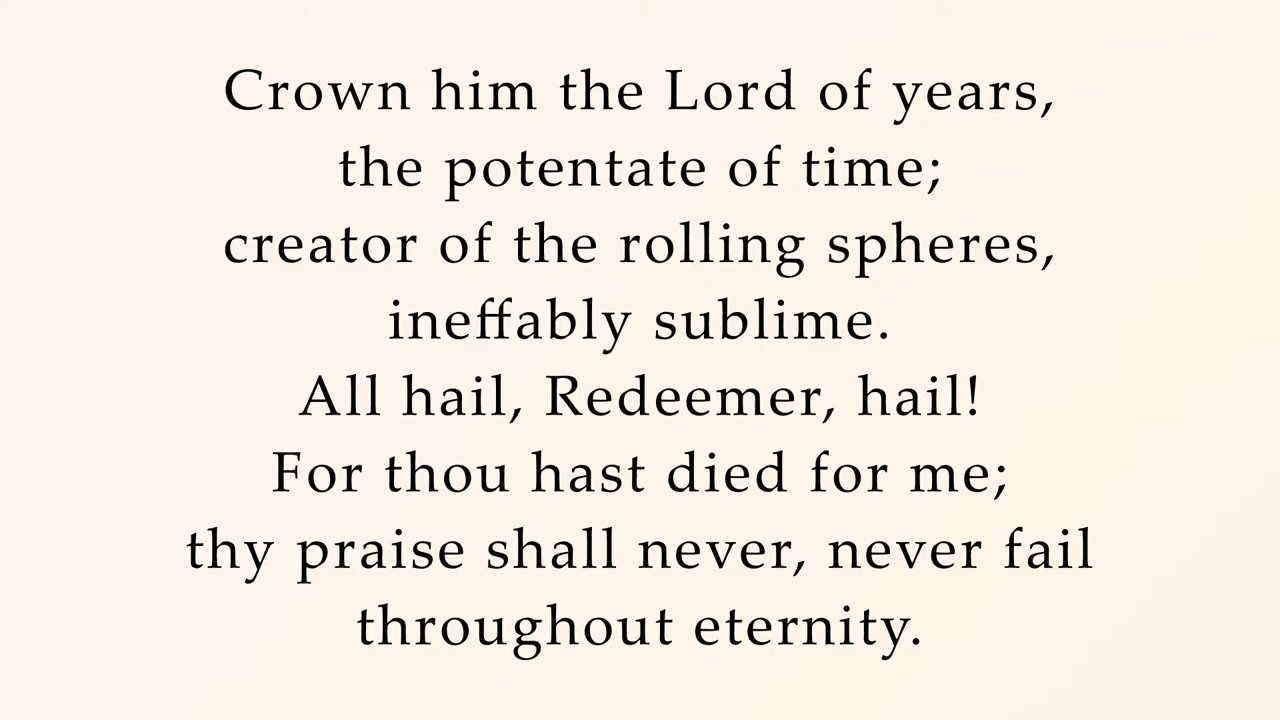 Crown him the Lord of years,
the potentate of time;
creator of the rolling spheres,
ineffably sublime.
All hail, Redeemer, hail!
For thou hast died for me;
thy praise shall never, never fail
throughout eternity.